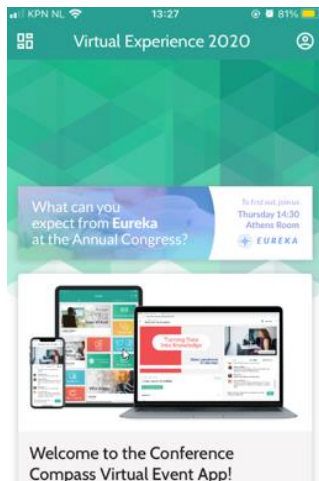 KPN NL 13:27 81%
Virtual Experience 2020
What can you
expect from Eureka
at the Annual Congress?
To find out, join us
Thursday 14:30
Athens Room
EUREKA
Turning Data
Into Knowledge
Welcome to the Conference
Compass Virtual Event App!